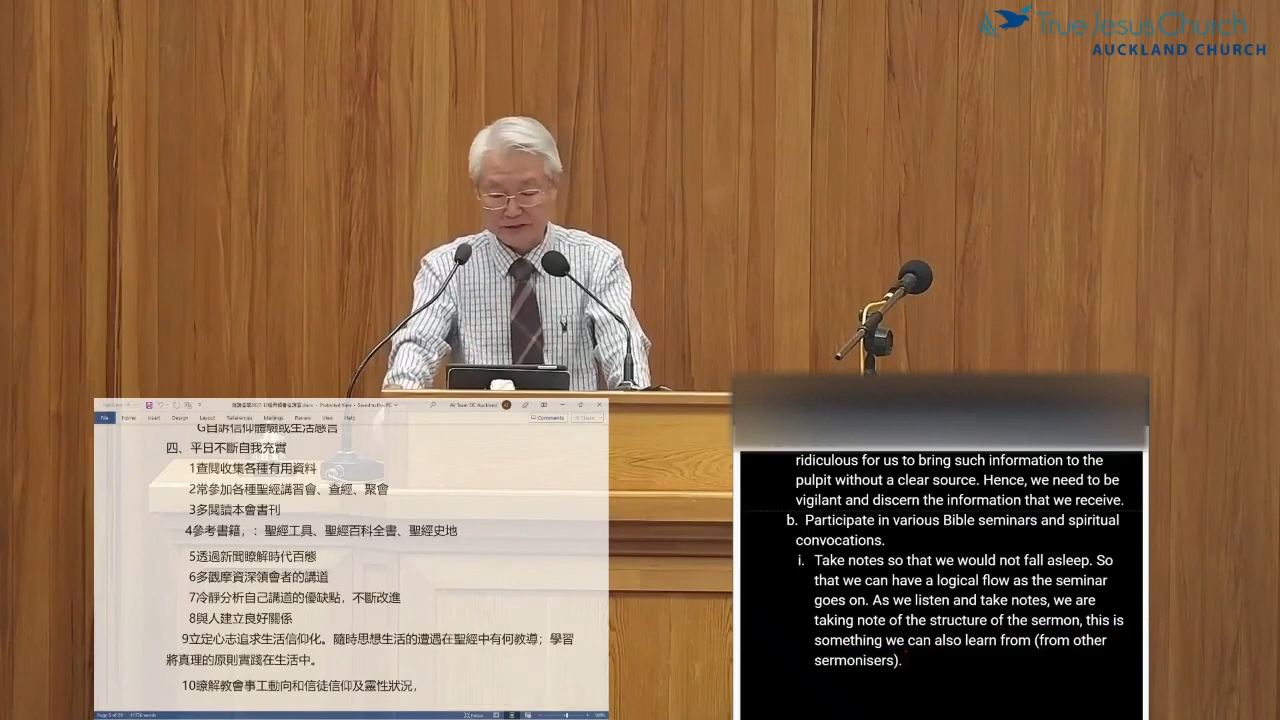 True Jesus Church
AUCKLAND CHURCH
File Home Insert Design Layout References Mailings Review View Help
Comments Share
G自訴信仰體驗或生活感言
四、平日不斷自我充實
1查閱收集各種有用資料
2常參加各種聖經講習會、查經、聚會
3多閱讀本會書刊
4參考書籍，：聖經工具、聖經百科全書、聖經史地
5透過新聞瞭解時代百態
6多觀摩資深領會者的講道
7冷靜分析自己講道的優缺點，不斷改進
8與人建立良好關係
9立定心志追求生活信仰化。隨時思想生活的遭遇在聖經中有何教導；學習
將真理的原則實踐在生活中。
10瞭解教會事工動向和信徒信仰及靈性狀況，
ridiculous for us to bring such information to the
pulpit without a clear source. Hence, we need to be
vigilant and discern the information that we receive.
b. Participate in various Bible seminars and spiritual
convocations.
i. Take notes so that we would not fall asleep. So
that we can have a logical flow as the seminar
goes on. As we listen and take notes, we are
taking note of the structure of the sermon, this is
something we can also learn from (from other
sermonisers).